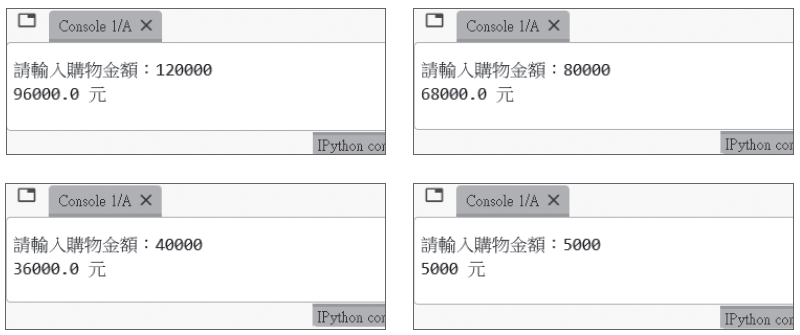 Console 1/A ✕
請輸入購物金額：120000
96000.0 元
IPython cor
Console 1/A ✕
請輸入購物金額：80000
68000.0 元
IPython cor
Console 1/A ✕
請輸入購物金額：40000
36000.0 元
IPython cor
Console 1/A ✕
請輸入購物金額：5000
5000 元
IPython cor